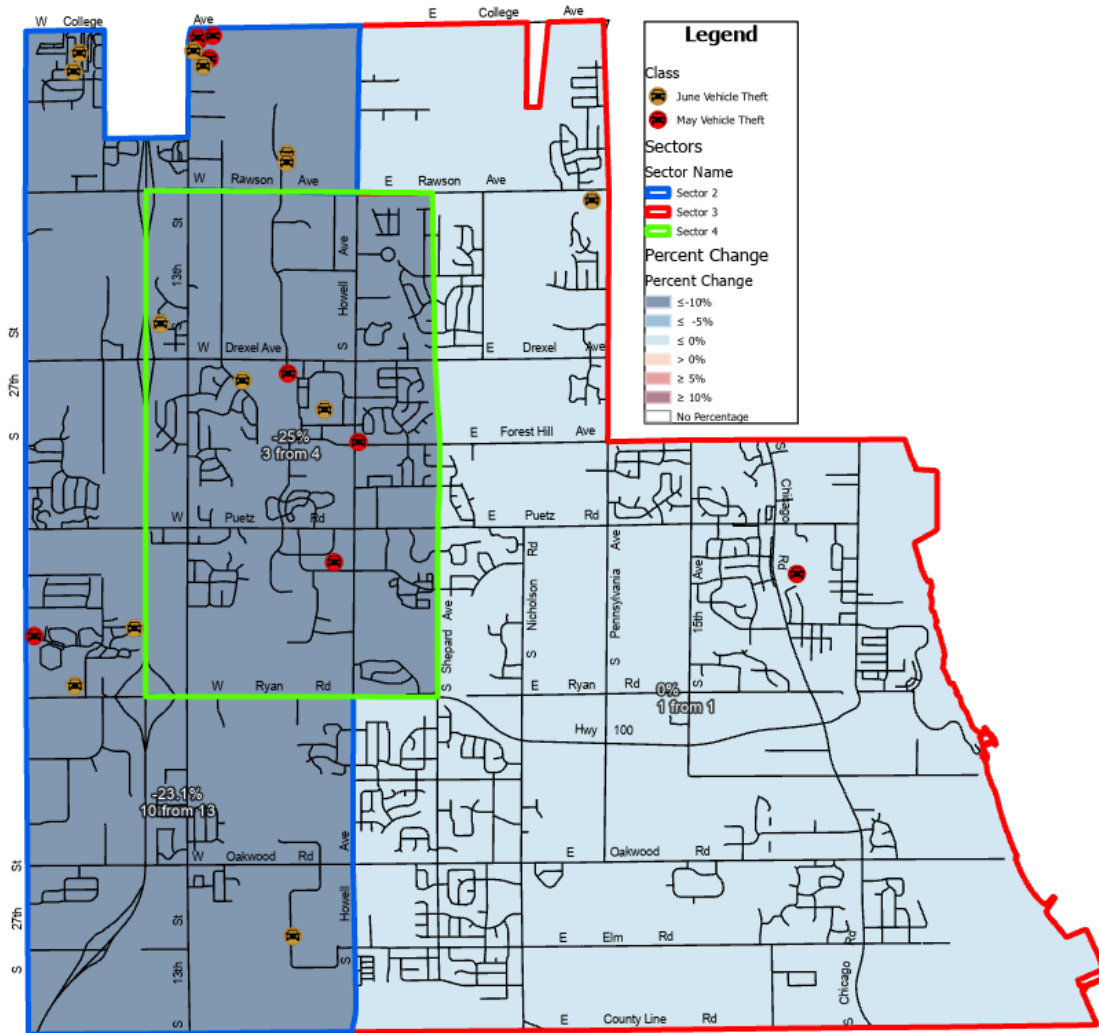 W College Ave
E College Ave
Legend
Class
June Vehicle Theft
May Vehicle Theft
Sectors
Sector Name
Sector 2
Sector 3
Sector 4
Percent Change
Percent Change
≤-10%
≤ -5%
≤ 0%
> 0%
≥ 5%
≥ 10%
No Percentage
W Rawson Ave
E Rawson Ave
S 13th St
S Howell Ave
S 27th St
W Drexel Ave
E Drexel Ave
-25%
3 from 4
E Forest Hill Ave
S Chicago Rd
W Puetz Rd
E Puetz Rd
S Nicholson Rd
S Pennsylvania Ave
S 15th Ave
S Shepard Ave
W Ryan Rd
E Ryan Rd
0%
1 from 1
Hwy 100
-23.1%
10 from 13
W Oakwood Rd
E Oakwood Rd
S 27th St
S 13th St
S Howell Ave
E Elm Rd
S Chicago Rd
E County Line Rd